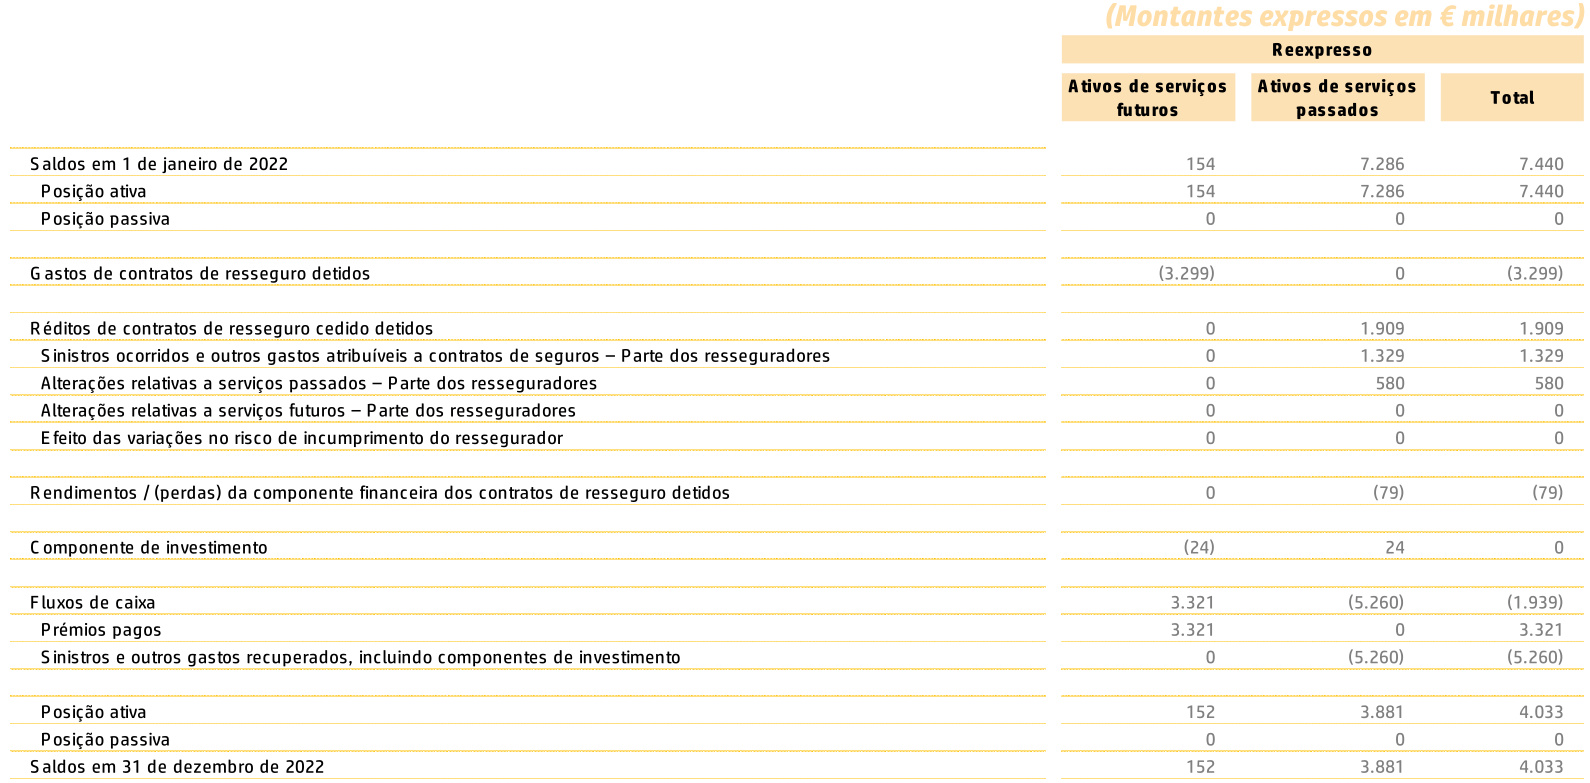 (Montantes expressos em € milhares)
Reexpresso
Ativos de serviços futuros Ativos de serviços passados Total
Saldos em 1 de janeiro de 2022 154 7.286 7.440
Posição ativa 154 7.286 7.440
Posição passiva 0 0 0
Gastos de contratos de resseguro detidos (3.299) 0 (3.299)
Réditos de contratos de resseguro cedido detidos 0 1.909 1.909
Sinistros ocorridos e outros gastos atribuíveis a contratos de seguros – Parte dos resseguradores 0 1.329 1.329
Alterações relativas a serviços passados – Parte dos resseguradores 0 580 580
Alterações relativas a serviços futuros – Parte dos resseguradores 0 0 0
Efeito das variações no risco de incumprimento do ressegurador 0 0 0
Rendimentos / (perdas) da componente financeira dos contratos de resseguro detidos 0 (79) (79)
Componente de investimento (24) 24 0
Fluxos de caixa 3.321 (5.260) (1.939)
Prémios pagos 3.321 0 3.321
Sinistros e outros gastos recuperados, incluindo componentes de investimento 0 (5.260) (5.260)
Posição ativa 152 3.881 4.033
Posição passiva 0 0 0
Saldos em 31 de dezembro de 2022 152 3.881 4.033